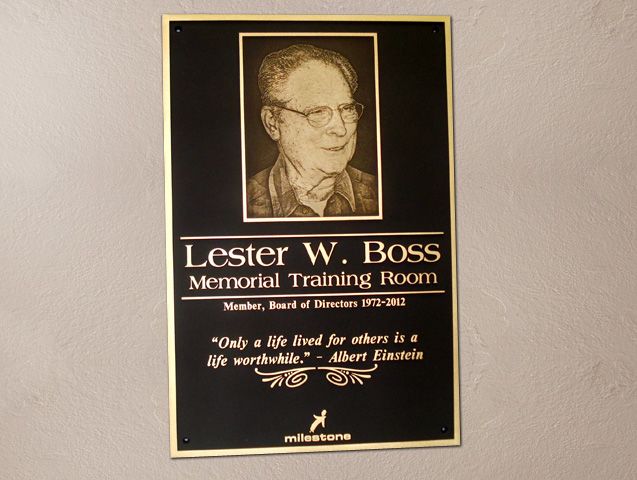 Lester W. Boss
Memorial Training Room
Member, Board of Directors 1972-2012
“Only a life lived for others is a
life worthwhile.” - Albert Einstein
milestone